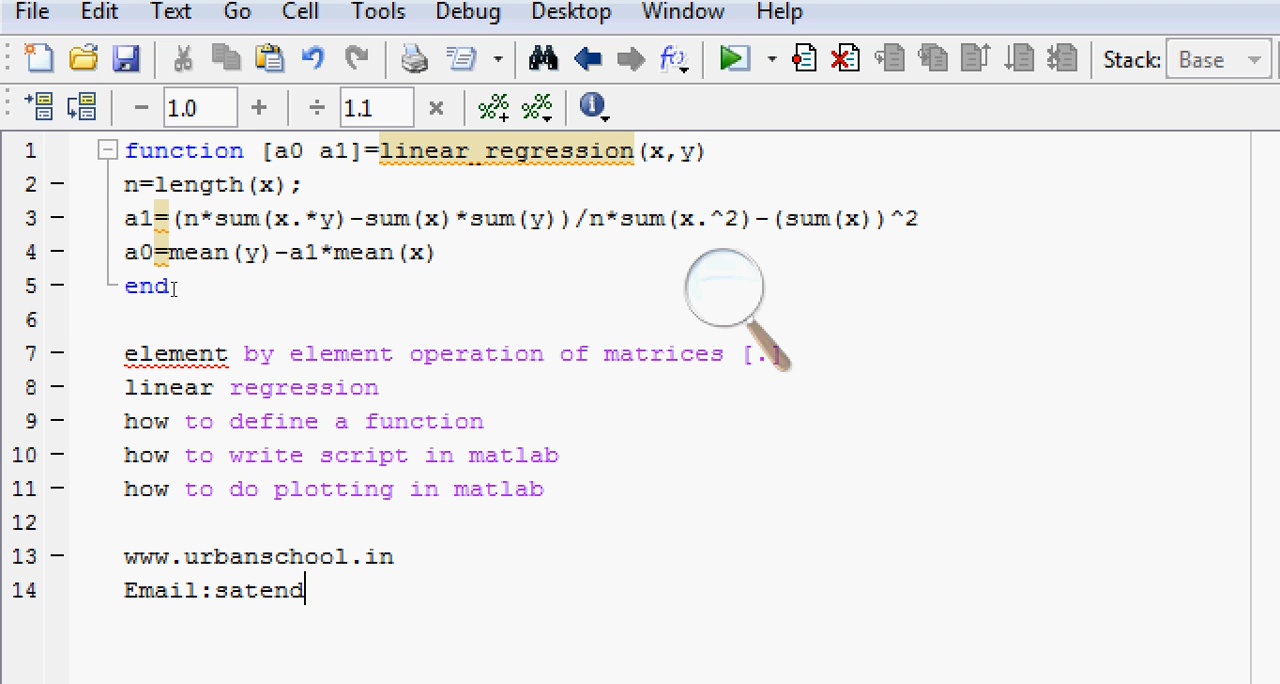 File Edit Text Go Cell Tools Debug Desktop Window Help
Stack: Base
1.0 1.1
1 function [a0 a1]=linear_regression(x,y)
2 n=length(x);
3 a1=(n*sum(x.*y)-sum(x)*sum(y))/n*sum(x.^2)-(sum(x))^2
4 a0=mean(y)-a1*mean(x)
5 end
6
7 element by element operation of matrices [.]
8 linear regression
9 how to define a function
10 how to write script in matlab
11 how to do plotting in matlab
12
13 www.urbanschool.in
14 Email:satend